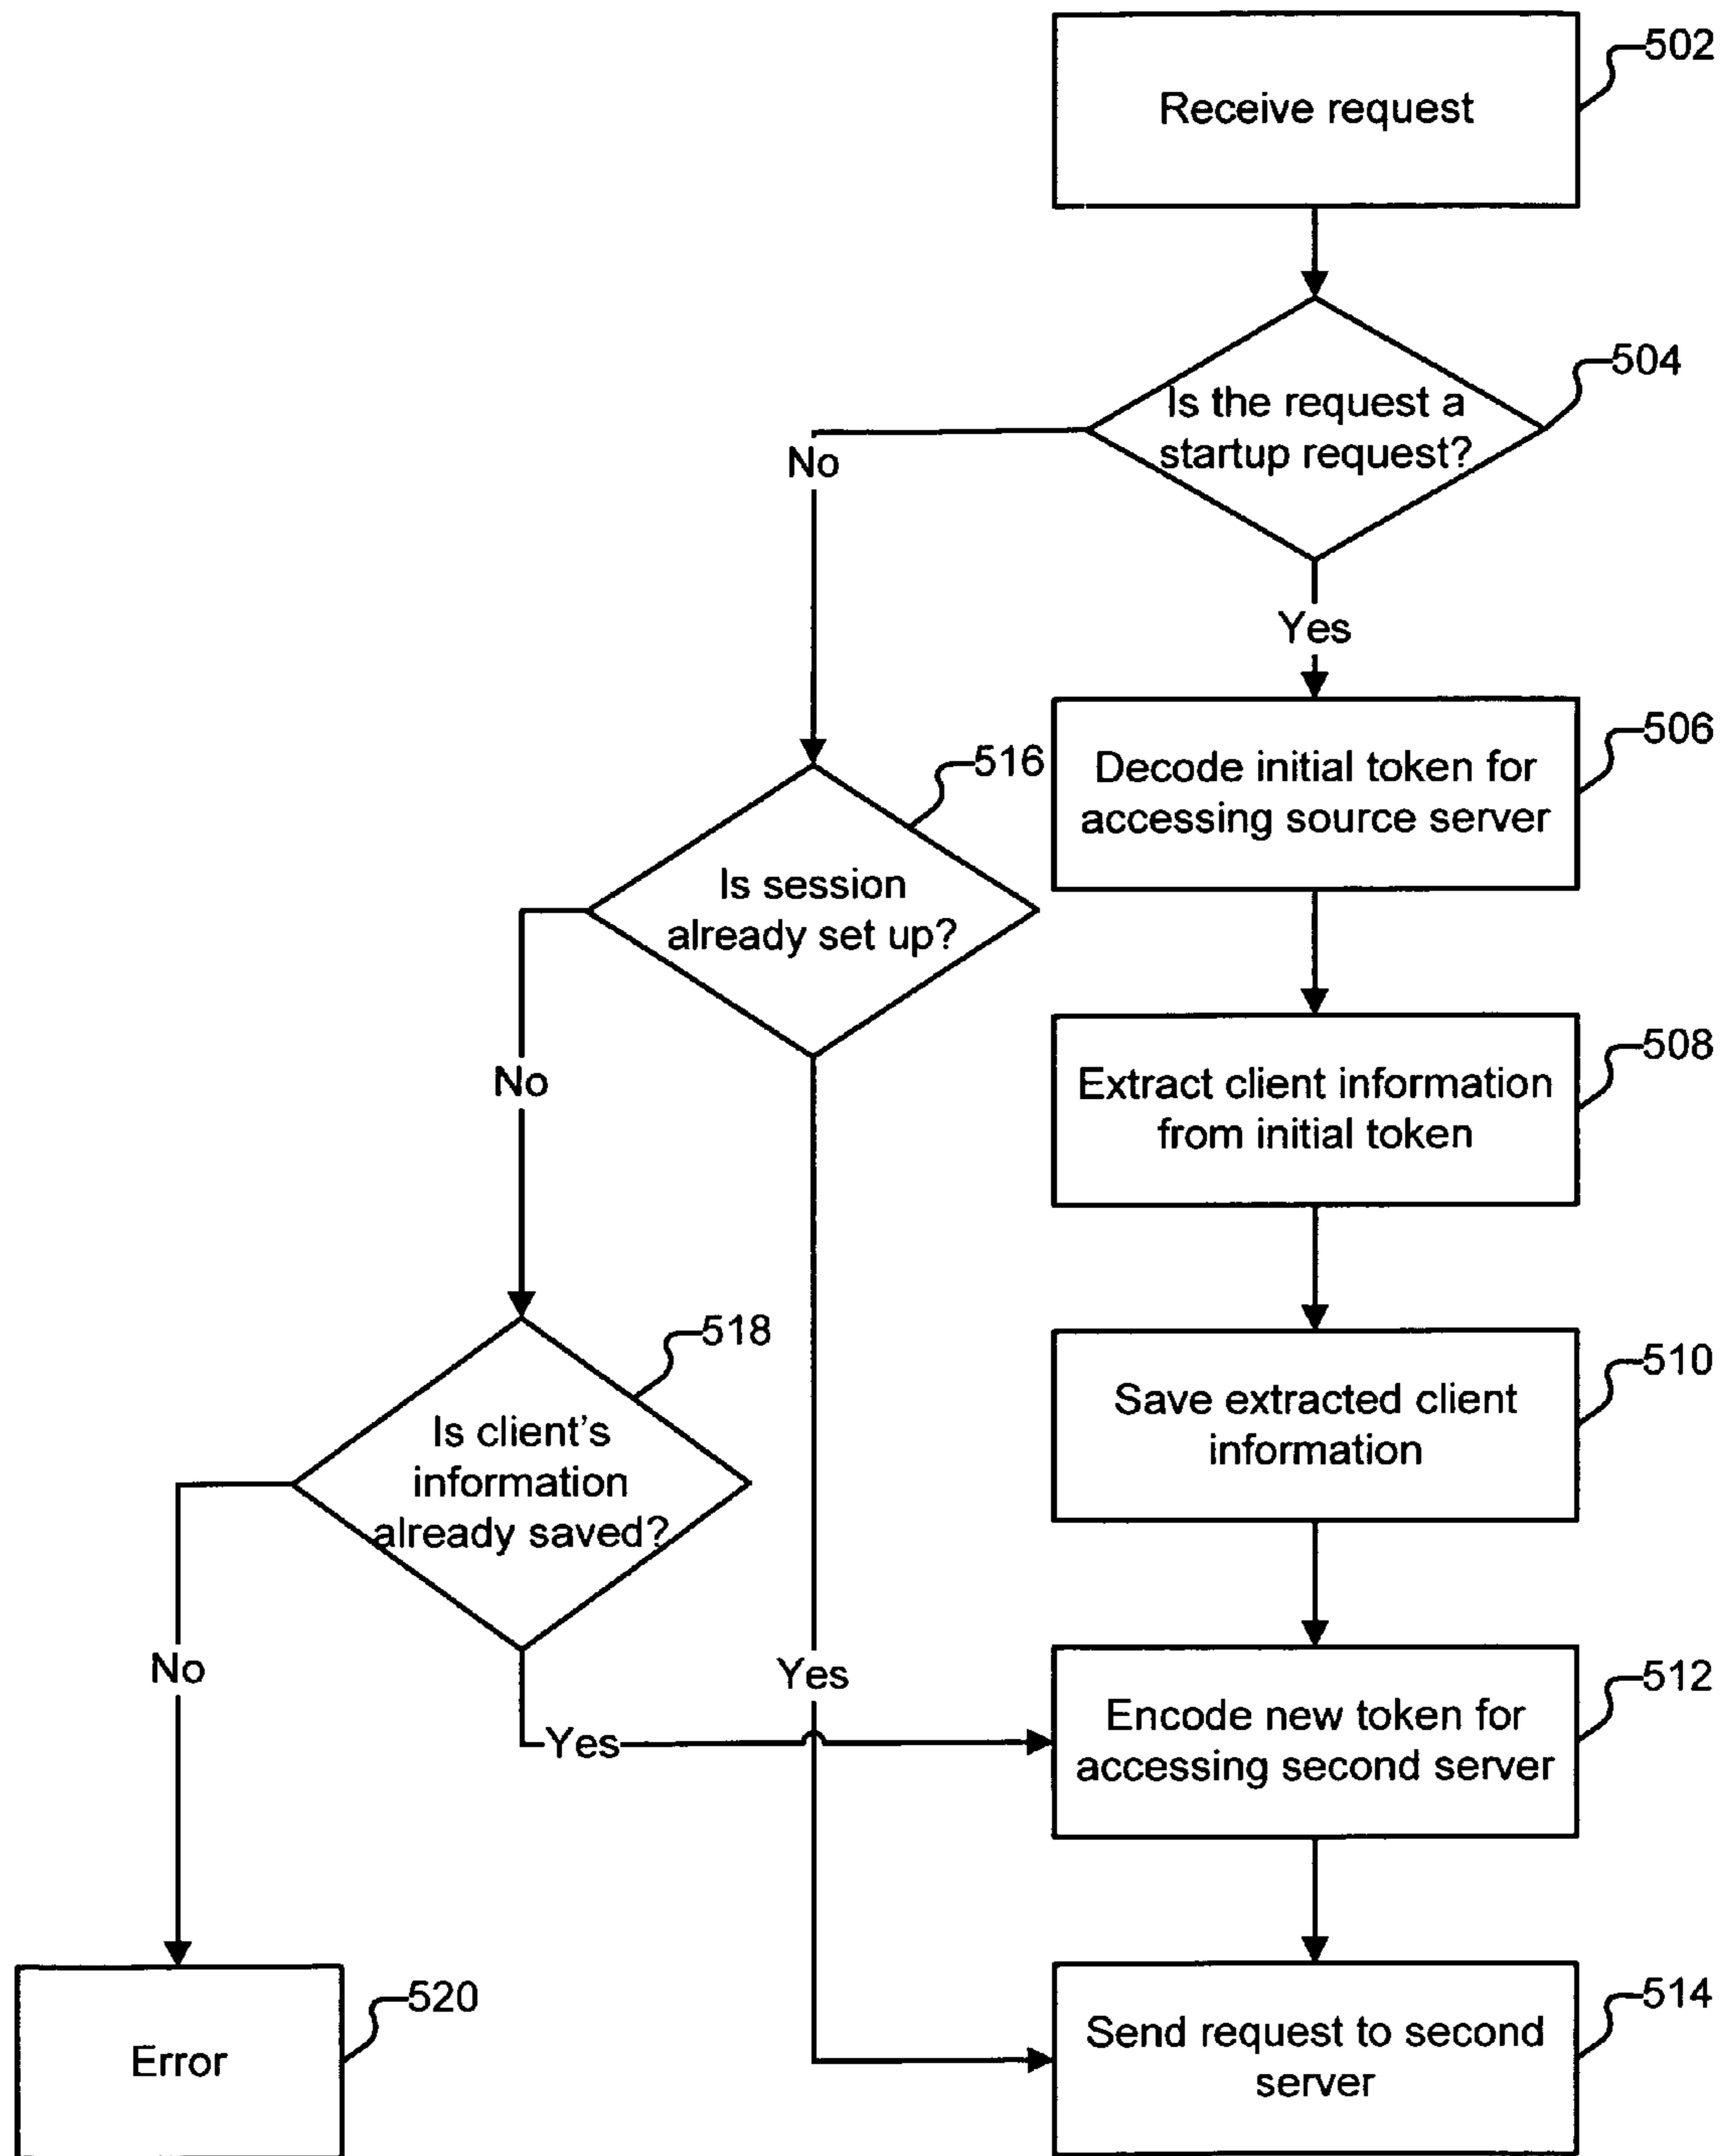 Receive request
502
Is the request a
startup request?
504
No
Yes
Decode initial token for
accessing source server
506
Is session
already set up?
516
Extract client information
from initial token
508
No
Is client's
information
already saved?
518
Save extracted client
information
510
No
Yes
Yes
Encode new token for
accessing second server
512
Error
520
Send request to second
server
514